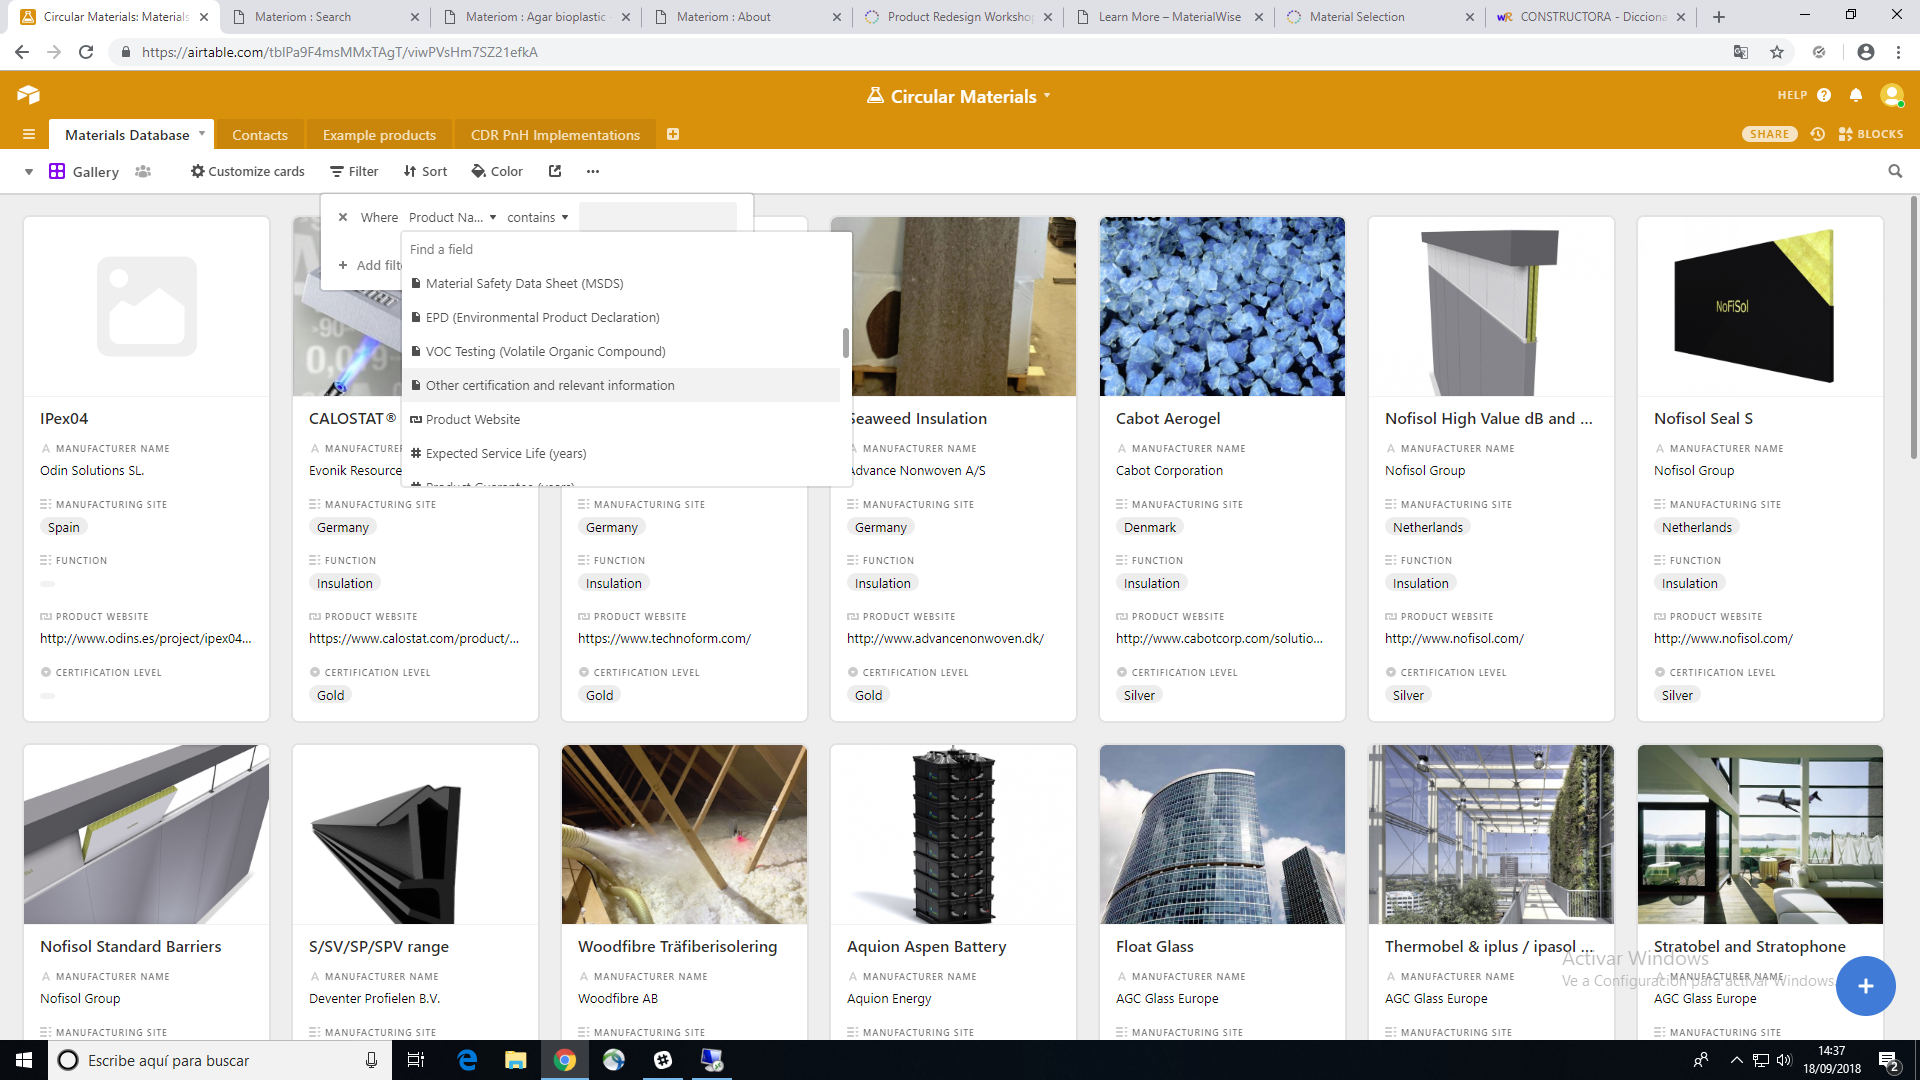 Circular Materials: Materials
Materiom : Search
Materiom : Agar bioplastic
Materiom : About
Product Redesign Workshop
Learn More – MaterialWise
Material Selection
wR CONSTRUCTORA - Dicciona
https://airtable.com/tblPa9F4msMMxTAgT/viwPVsHm7SZ21efkA
Circular Materials
HELP
Materials Database
Contacts
Example products
CDR PnH Implementations
SHARE
BLOCKS
Gallery
Customize cards
Filter
Sort
Color
Where Product Na... contains
Add filte
Find a field
Material Safety Data Sheet (MSDS)
EPD (Environmental Product Declaration)
VOC Testing (Volatile Organic Compound)
Other certification and relevant information
Product Website
Expected Service Life (years)
Product Guarantee (years)
NoFiSol
IPex04
CALOSTAT®
Seaweed Insulation
Cabot Aerogel
Nofisol High Value dB and ...
Nofisol Seal S
MANUFACTURER NAME
MANUFACTURE
MANUFACTURER NAME
MANUFACTURER NAME
MANUFACTURER NAME
MANUFACTURER NAME
Odin Solutions SL.
Evonik Resource
Advance Nonwoven A/S
Cabot Corporation
Nofisol Group
Nofisol Group
MANUFACTURING SITE
MANUFACTURING SITE
MANUFACTURING SITE
MANUFACTURING SITE
MANUFACTURING SITE
MANUFACTURING SITE
MANUFACTURING SITE
Spain
Germany
Germany
Germany
Denmark
Netherlands
Netherlands
FUNCTION
FUNCTION
FUNCTION
FUNCTION
FUNCTION
FUNCTION
FUNCTION
Insulation
Insulation
Insulation
Insulation
Insulation
Insulation
PRODUCT WEBSITE
PRODUCT WEBSITE
PRODUCT WEBSITE
PRODUCT WEBSITE
PRODUCT WEBSITE
PRODUCT WEBSITE
PRODUCT WEBSITE
http://www.odins.es/project/ipex04...
https://www.calostat.com/product/...
https://www.technoform.com/
http://www.advancenonwoven.dk/
http://www.cabotcorp.com/solutio...
http://www.nofisol.com/
http://www.nofisol.com/
CERTIFICATION LEVEL
CERTIFICATION LEVEL
CERTIFICATION LEVEL
CERTIFICATION LEVEL
CERTIFICATION LEVEL
CERTIFICATION LEVEL
CERTIFICATION LEVEL
Gold
Gold
Gold
Silver
Silver
Silver
Nofisol Standard Barriers
S/SV/SP/SPV range
Woodfibre Träfiberisolering
Aquion Aspen Battery
Float Glass
Thermobel & iplus / ipasol ...
Stratobel and Stratophone
MANUFACTURER NAME
MANUFACTURER NAME
MANUFACTURER NAME
MANUFACTURER NAME
MANUFACTURER NAME
MANUFACTURER NAME
MANUFACTURER NAME
Nofisol Group
Deventer Profielen B.V.
Woodfibre AB
Aquion Energy
AGC Glass Europe
AGC Glass Europe
AGC Glass Europe
MANUFACTURING SITE
MANUFACTURING SITE
MANUFACTURING SITE
MANUFACTURING SITE
MANUFACTURING SITE
MANUFACTURING SITE
MANUFACTURING SITE
Activar Windows
Ve a Configuración para activar Windows.
Escribe aquí para buscar
14:37
18/09/2018
2